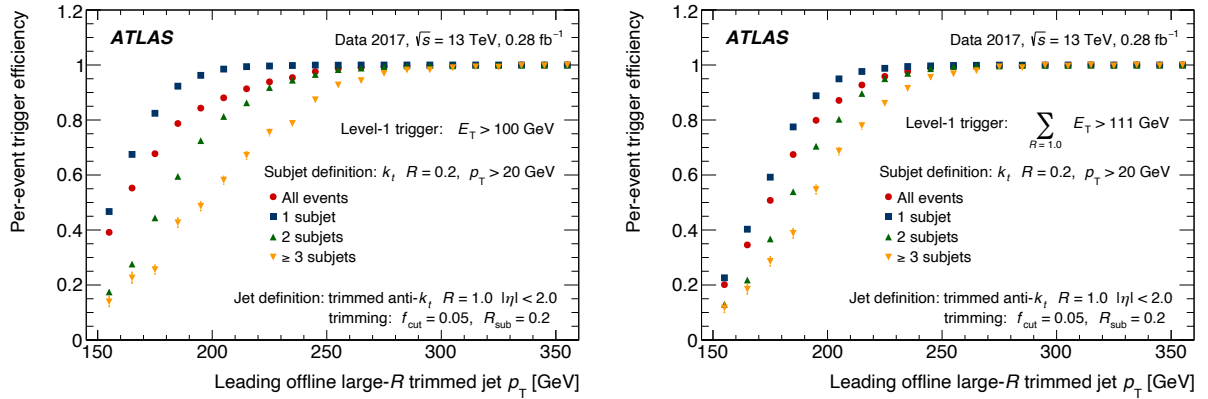 Per-event trigger efficiency
1.2
1
0.8
0.6
0.4
0.2
0
ATLAS
Data 2017, √s = 13 TeV, 0.28 fb⁻¹
Level-1 trigger: E_T > 100 GeV
Subjet definition: k_t R = 0.2, p_T > 20 GeV
All events
1 subjet
2 subjets
≥ 3 subjets
Jet definition: trimmed anti-k_t R = 1.0 |η| < 2.0
trimming: f_cut = 0.05, R_sub = 0.2
150 200 250 300 350
Leading offline large-R trimmed jet p_T [GeV]
Per-event trigger efficiency
1.2
1
0.8
0.6
0.4
0.2
0
ATLAS
Data 2017, √s = 13 TeV, 0.28 fb⁻¹
Level-1 trigger: ∑_{R = 1.0} E_T > 111 GeV
Subjet definition: k_t R = 0.2, p_T > 20 GeV
All events
1 subjet
2 subjets
≥ 3 subjets
Jet definition: trimmed anti-k_t R = 1.0 |η| < 2.0
trimming: f_cut = 0.05, R_sub = 0.2
150 200 250 300 350
Leading offline large-R trimmed jet p_T [GeV]